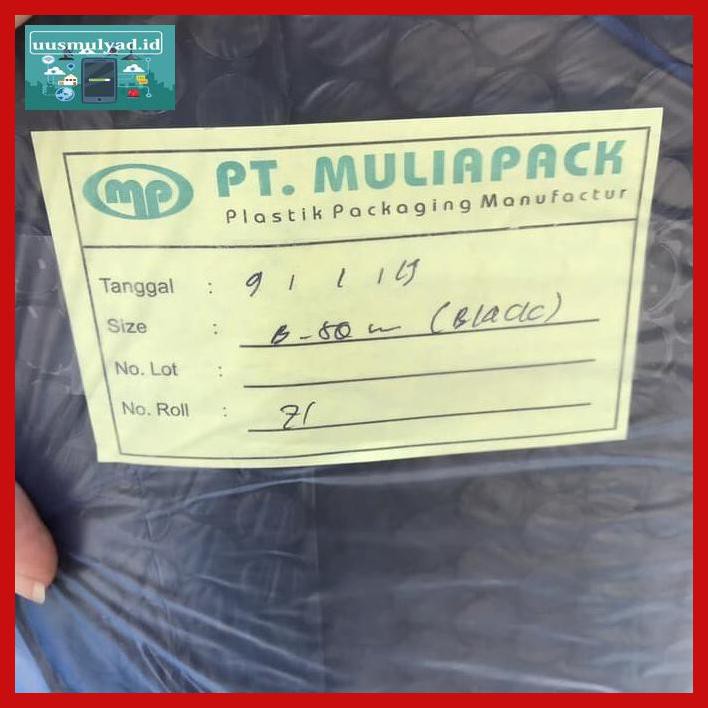 uusmulyad.id
MP PT. MULIAPACK
Plastik Packaging Manufactur
Tanggal : 9 / 1 /
Size : B-50 m (Black)
No. Lot :
No. Roll : 71